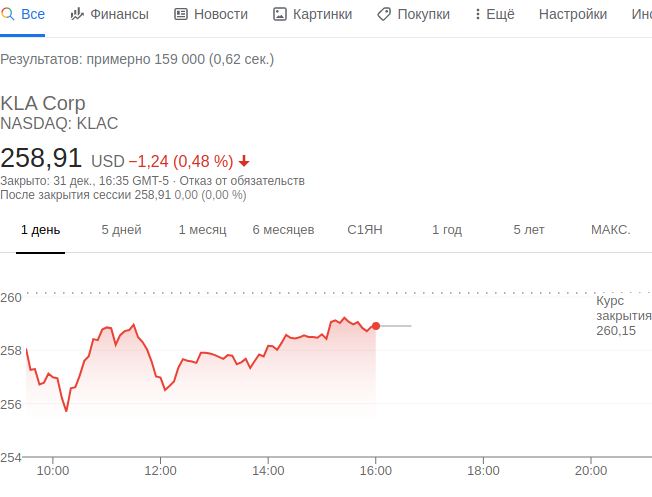 Все Финансы Новости Картинки Покупки Ещё Настройки Инс
Результатов: примерно 159 000 (0,62 сек.)
KLA Corp
NASDAQ: KLAC
258,91 USD −1,24 (0,48 %)
Закрыто: 31 дек., 16:35 GMT-5 · Отказ от обязательств
После закрытия сессии 258,91 0,00 (0,00 %)
1 день 5 дней 1 месяц 6 месяцев С1ЯН 1 год 5 лет МАКС.
260
Курс
закрытия
260,15
258
256
254
10:00 12:00 14:00 16:00 18:00 20:00